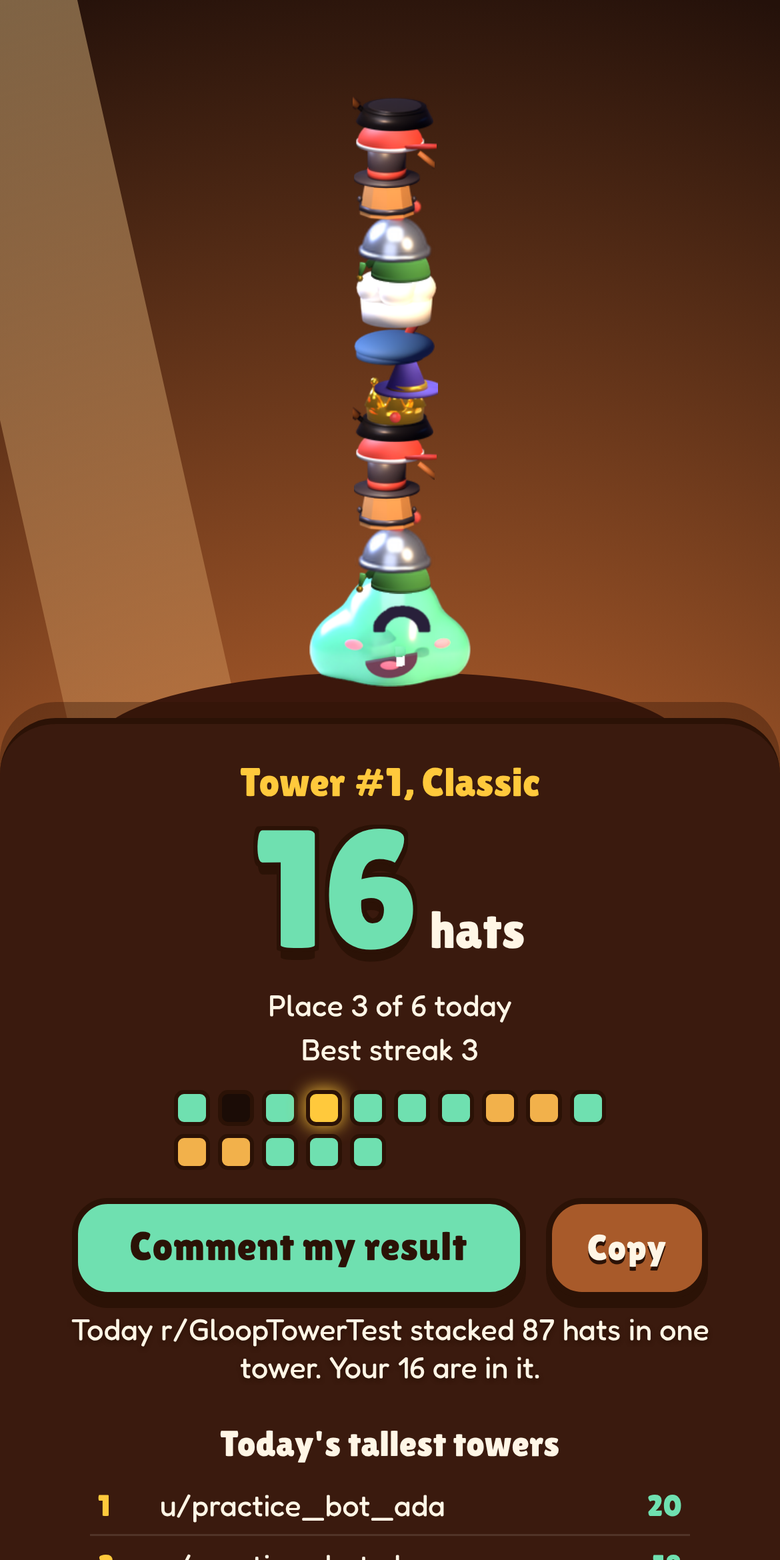 Tower #1, Classic
16 hats
Place 3 of 6 today
Best streak 3
Comment my result
Copy
Today r/GloopTowerTest stacked 87 hats in one
tower. Your 16 are in it.
Today's tallest towers
1 u/practice_bot_ada 20